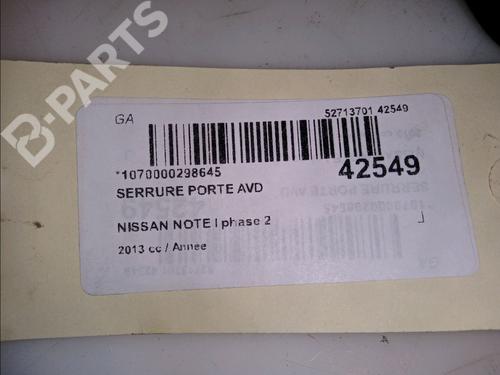 B-PARTS
GA
52713701 42549
*1070000298645
42549
SERRURE PORTE AVD
NISSAN NOTE I phase 2
2013 cc / Annee